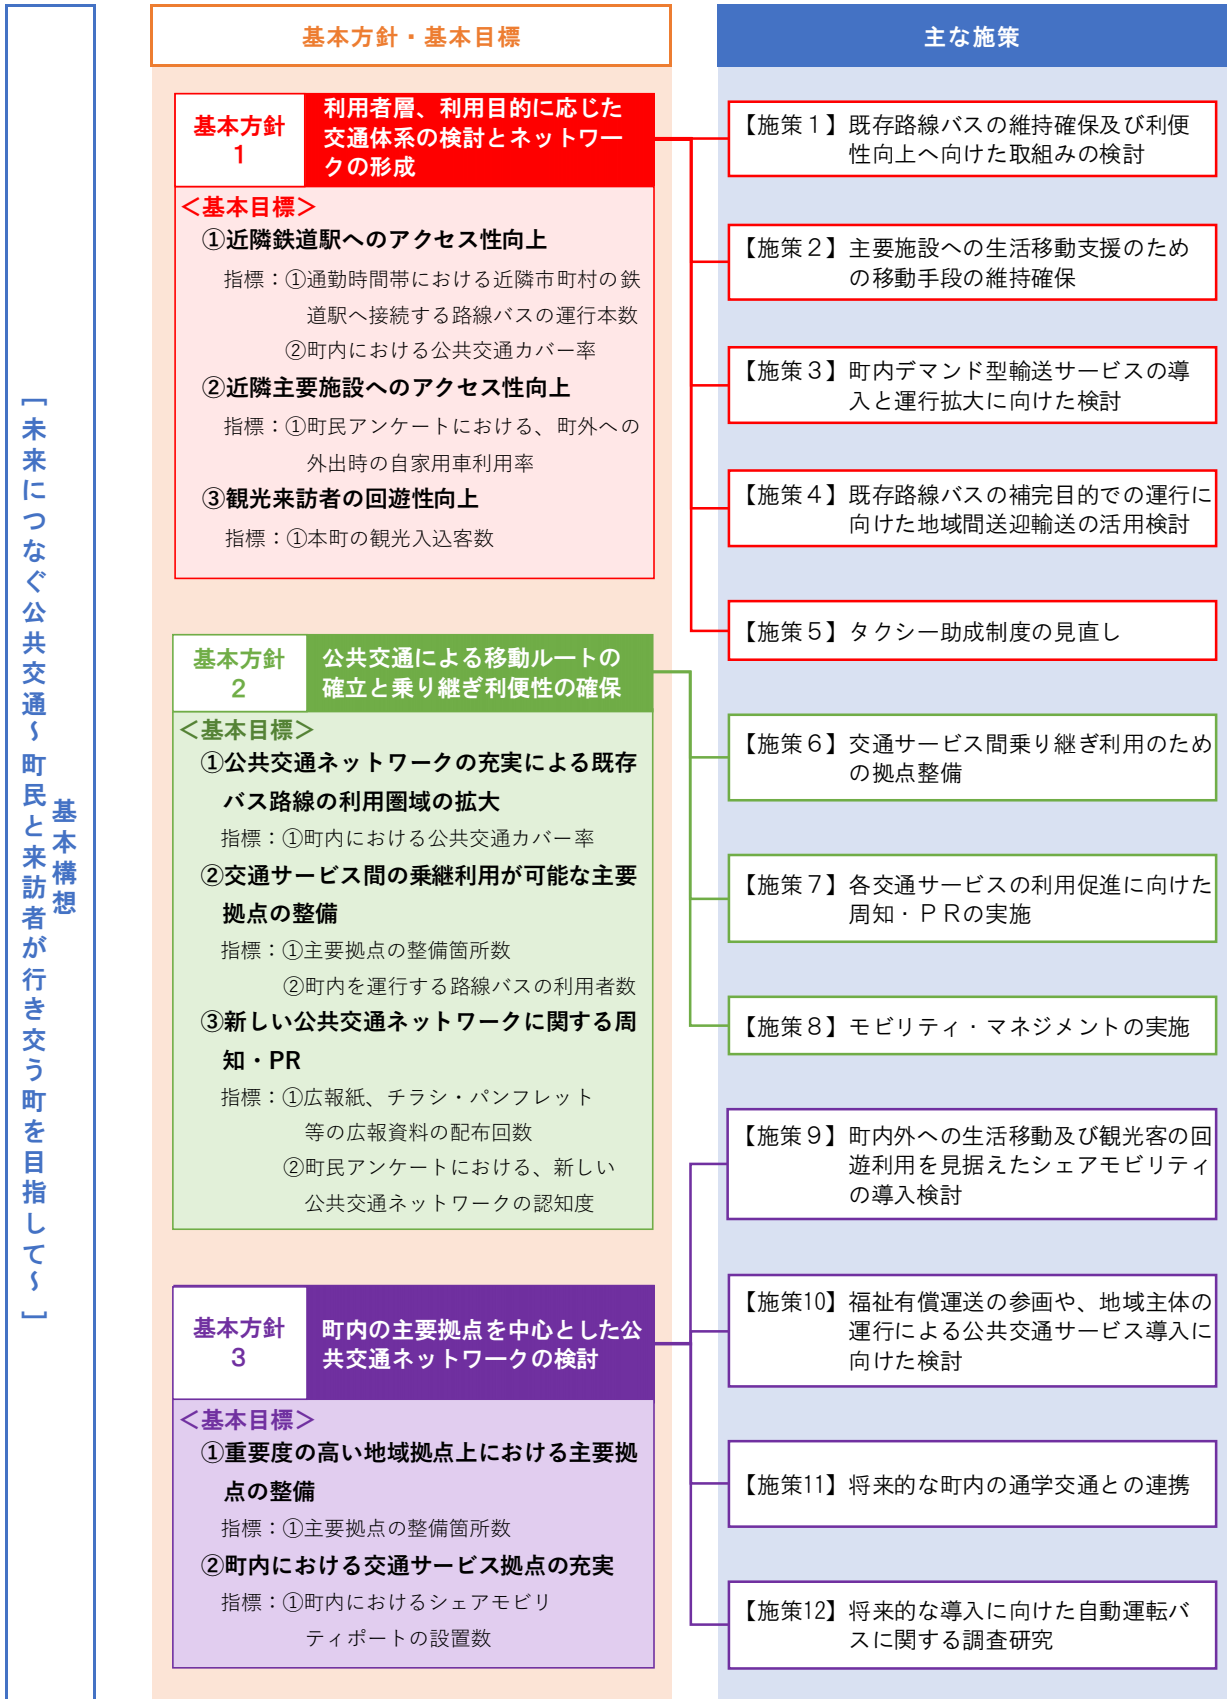 基本構想
［未来につなぐ公共交通～町民と来訪者が行き交う町を目指して～］
基本方針・基本目標
基本方針
1
利用者層、利用目的に応じた
交通体系の検討とネットワー
クの形成
＜基本目標＞
①近隣鉄道駅へのアクセス性向上
指標：①通勤時間帯における近隣市町村の鉄
道駅へ接続する路線バスの運行本数
②町内における公共交通カバー率
②近隣主要施設へのアクセス性向上
指標：①町民アンケートにおける、町外への
外出時の自家用車利用率
③観光来訪者の回遊性向上
指標：①本町の観光入込客数
基本方針
2
公共交通による移動ルートの
確立と乗り継ぎ利便性の確保
＜基本目標＞
①公共交通ネットワークの充実による既存
バス路線の利用圏域の拡大
指標：①町内における公共交通カバー率
②交通サービス間の乗継利用が可能な主要
拠点の整備
指標：①主要拠点の整備箇所数
②町内を運行する路線バスの利用者数
③新しい公共交通ネットワークに関する周
知・PR
指標：①広報紙、チラシ・パンフレット
等の広報資料の配布回数
②町民アンケートにおける、新しい
公共交通ネットワークの認知度
基本方針
3
町内の主要拠点を中心とした公
共交通ネットワークの検討
＜基本目標＞
①重要度の高い地域拠点上における主要拠
点の整備
指標：①主要拠点の整備箇所数
②町内における交通サービス拠点の充実
指標：①町内におけるシェアモビリ
ティポートの設置数
主な施策
【施策１】既存路線バスの維持確保及び利便
性向上へ向けた取組みの検討
【施策２】主要施設への生活移動支援のため
の移動手段の維持確保
【施策３】町内デマンド型輸送サービスの導
入と運行拡大に向けた検討
【施策４】既存路線バスの補完目的での運行に
向けた地域間送迎輸送の活用検討
【施策５】タクシー助成制度の見直し
【施策６】交通サービス間乗り継ぎ利用のため
の拠点整備
【施策７】各交通サービスの利用促進に向けた
周知・ＰＲの実施
【施策８】モビリティ・マネジメントの実施
【施策９】町内外への生活移動及び観光客の回
遊利用を見据えたシェアモビリティ
の導入検討
【施策10】福祉有償運送の参画や、地域主体の
運行による公共交通サービス導入に
向けた検討
【施策11】将来的な町内の通学交通との連携
【施策12】将来的な導入に向けた自動運転バ
スに関する調査研究